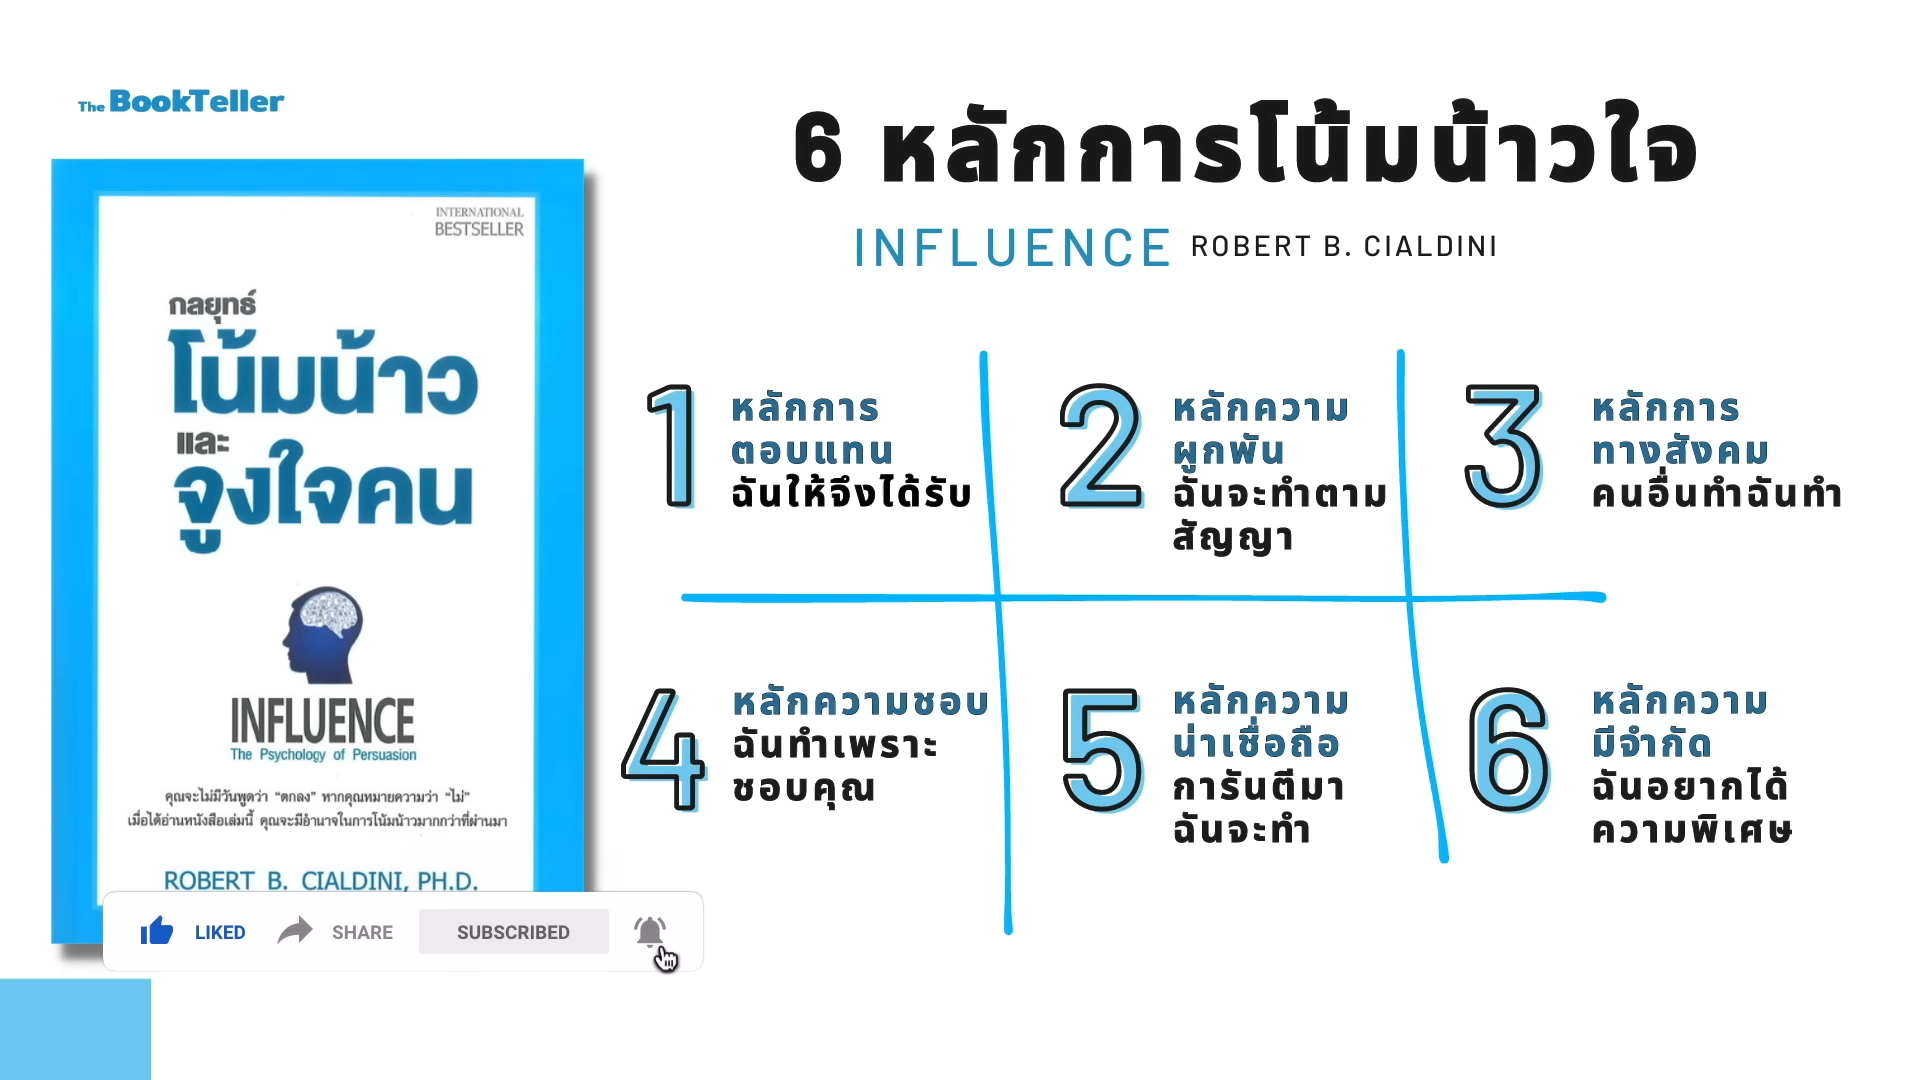 The BookTeller
6 หลักการโน้มน้าวใจ
INFLUENCE ROBERT B. CIALDINI
INTERNATIONAL
BESTSELLER
กลยุทธ์
โน้มน้าว
และ
จูงใจคน
INFLUENCE
The Psychology of Persuasion
คุณจะไม่มีวันพูดว่า "ตกลง" หากคุณหมายความว่า "ไม่"
เมื่อได้อ่านหนังสือเล่มนี้ คุณจะมีอำนาจในการโน้มน้าวมากกว่าที่ผ่านมา
ROBERT B. CIALDINI, PH.D.
LIKED SHARE SUBSCRIBED
1
หลักการ
ตอบแทน
ฉันให้จึงได้รับ
2
หลักความ
ผูกพัน
ฉันจะทำตาม
สัญญา
3
หลักการ
ทางสังคม
คนอื่นทำฉันทำ
4
หลักความชอบ
ฉันทำเพราะ
ชอบคุณ
5
หลักความ
น่าเชื่อถือ
การันตีมา
ฉันจะทำ
6
หลักความ
มีจำกัด
ฉันอยากได้
ความพิเศษ